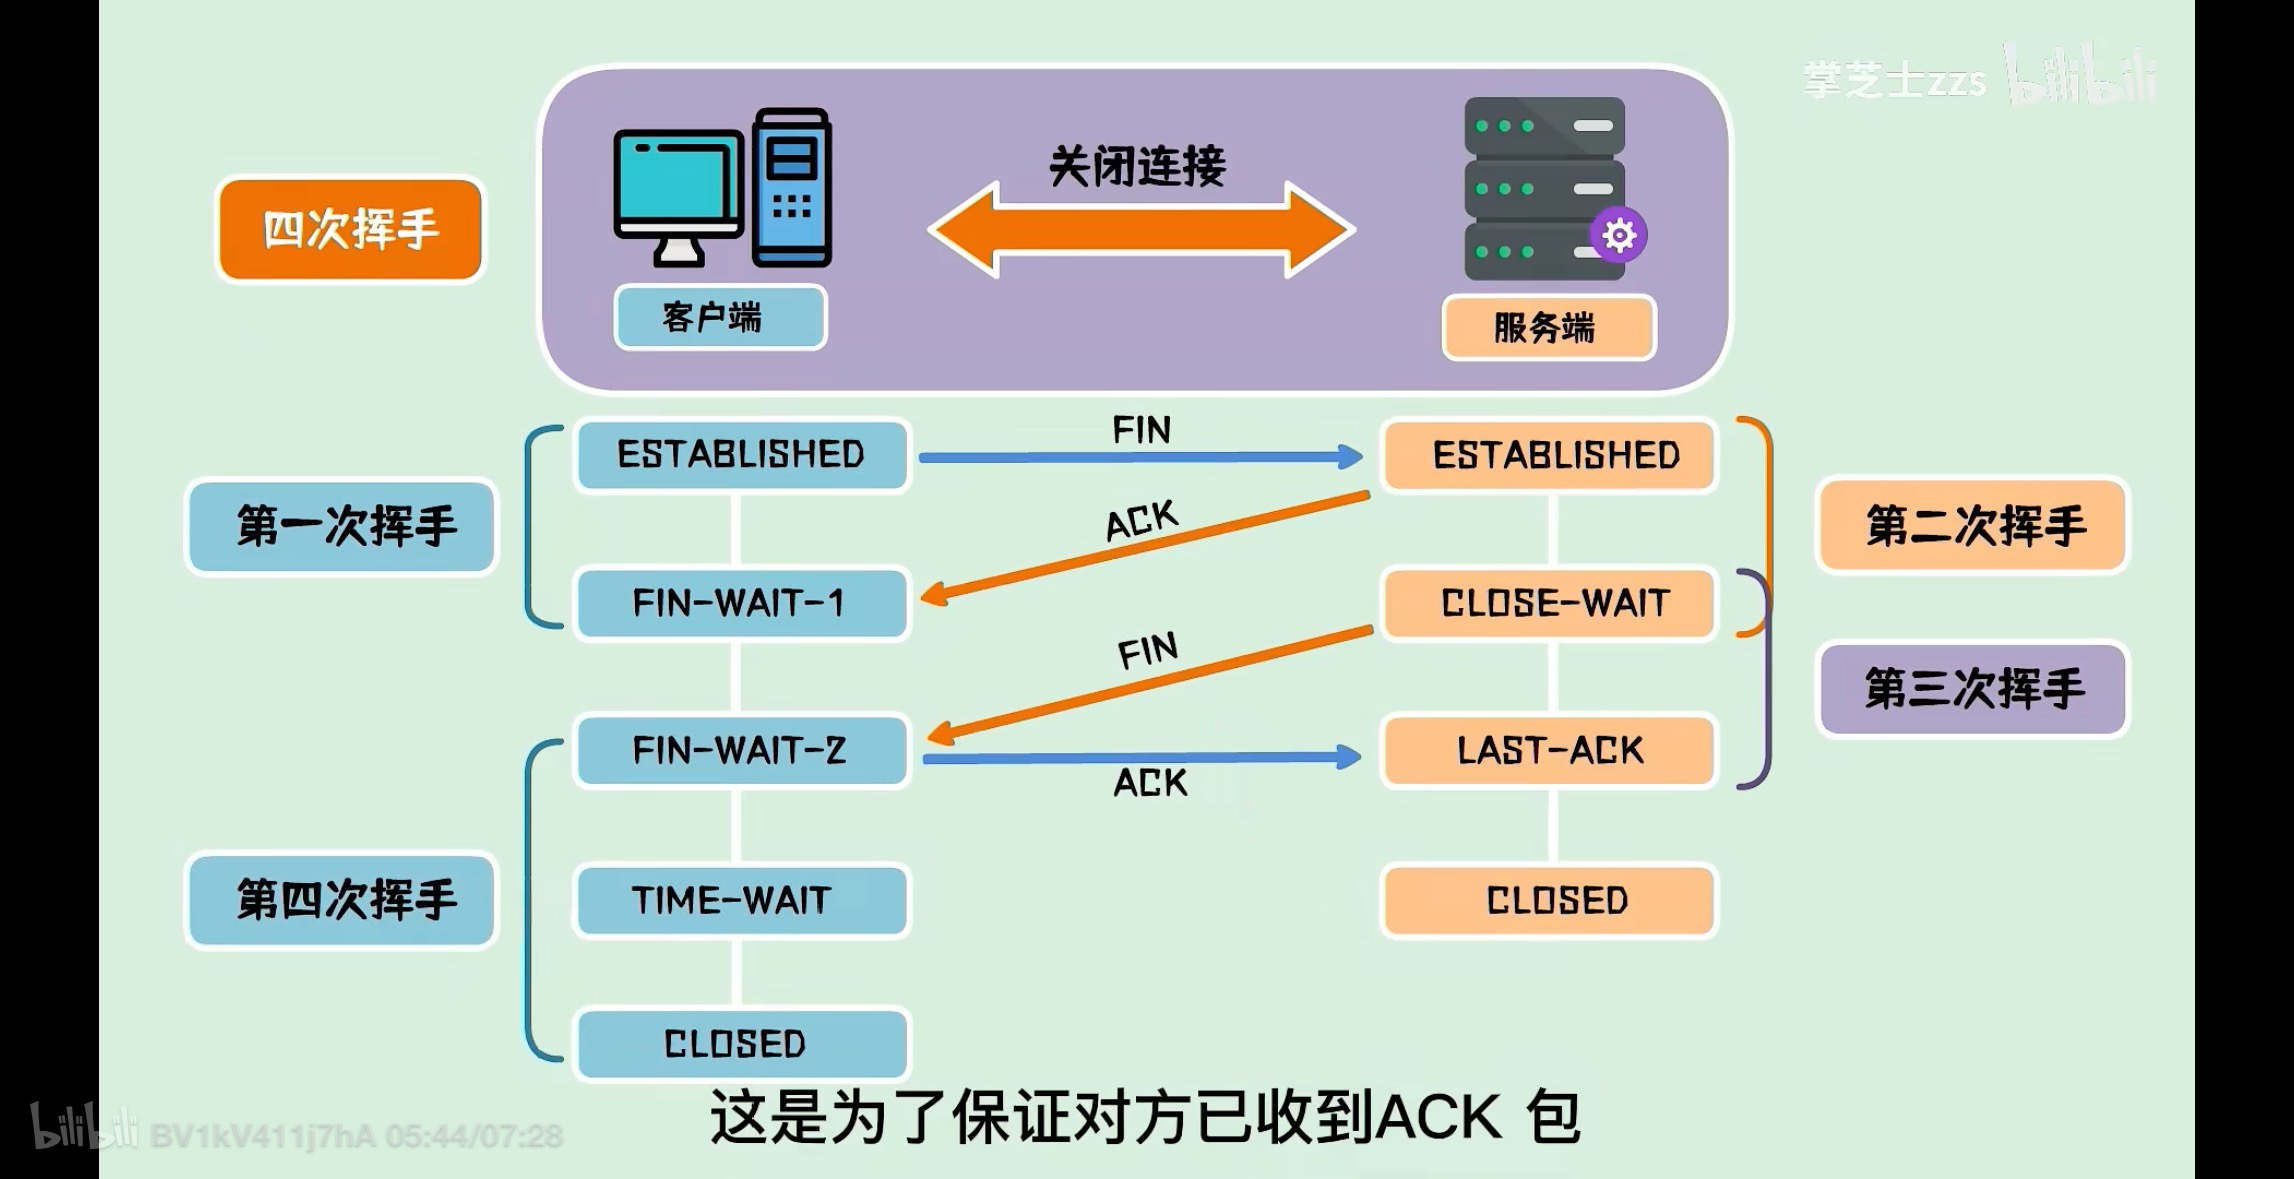 掌芝士zzs bilibili
关闭连接
四次挥手
客户端
服务端
FIN
ESTABLISHED
ESTABLISHED
第一次挥手
ACK
第二次挥手
FIN-WAIT-1
CLOSE-WAIT
FIN
第三次挥手
FIN-WAIT-2
LAST-ACK
ACK
第四次挥手
TIME-WAIT
CLOSED
CLOSED
这是为了保证对方已收到ACK 包
bilibili BV1kV411j7hA 05:44/07:28